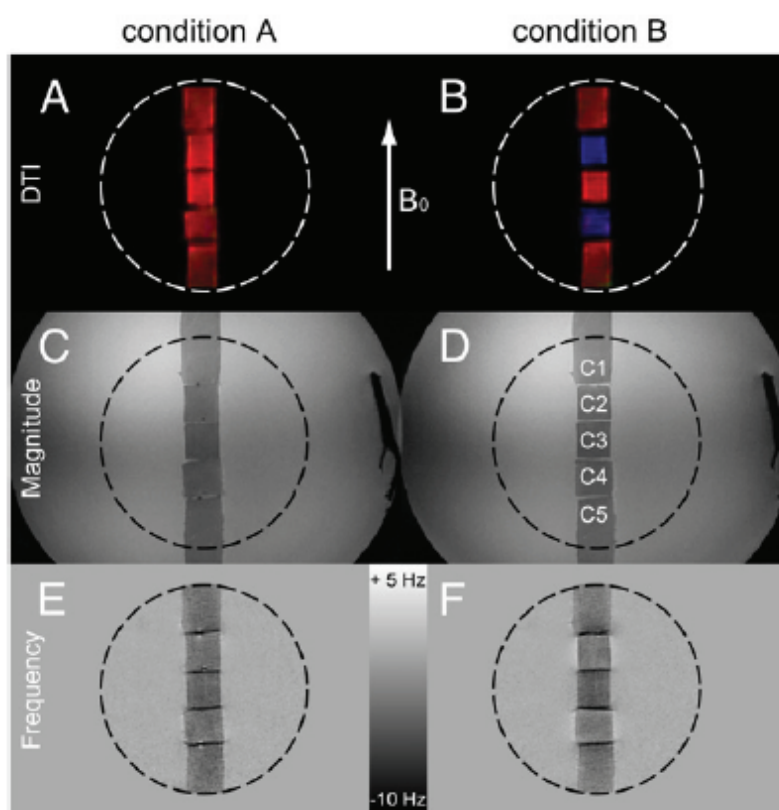 condition A condition B
A B
DTI
B₀
C D
Magnitude
C1
C2
C3
C4
C5
E + 5 Hz F
Frequency
-10 Hz